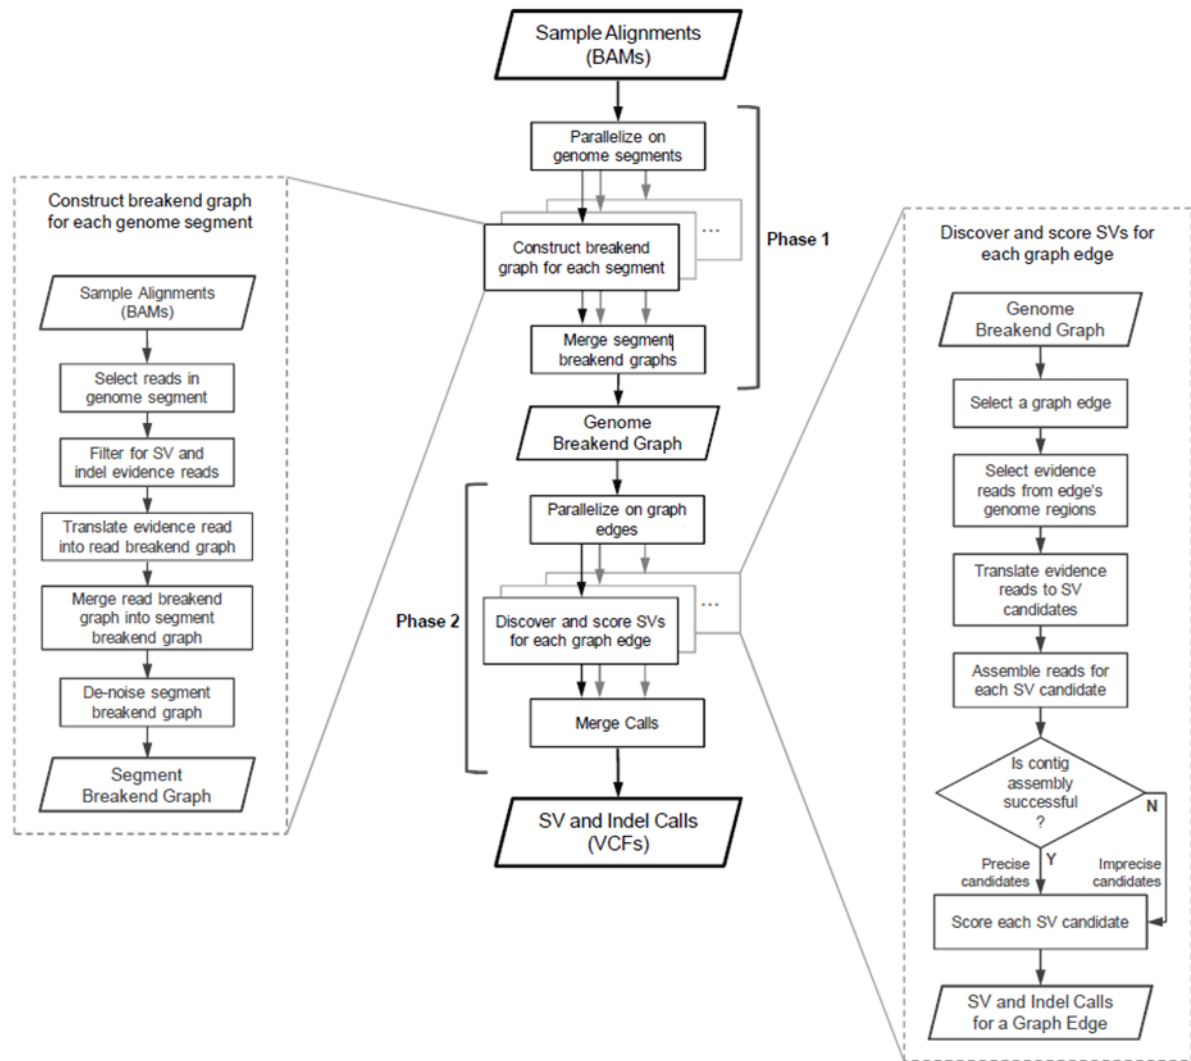 Sample Alignments
(BAMs)
Parallelize on
genome segments
...
Construct breakend
graph for each segment
Phase 1
Merge segment
breakend graphs
Genome
Breakend Graph
Parallelize on graph
edges
...
Phase 2
Discover and score SVs
for each graph edge
Merge Calls
SV and Indel Calls
(VCFs)
Construct breakend graph
for each genome segment
Sample Alignments
(BAMs)
Select reads in
genome segment
Filter for SV and
indel evidence reads
Translate evidence read
into read breakend graph
Merge read breakend
graph into segment
breakend graph
De-noise segment
breakend graph
Segment
Breakend Graph
Discover and score SVs for
each graph edge
Genome
Breakend Graph
Select a graph edge
Select evidence
reads from edge's
genome regions
Translate evidence
reads to SV
candidates
Assemble reads for
each SV candidate
Is contig
assembly
successful
?
N
Y
Precise
candidates
Imprecise
candidates
Score each SV candidate
SV and Indel Calls
for a Graph Edge